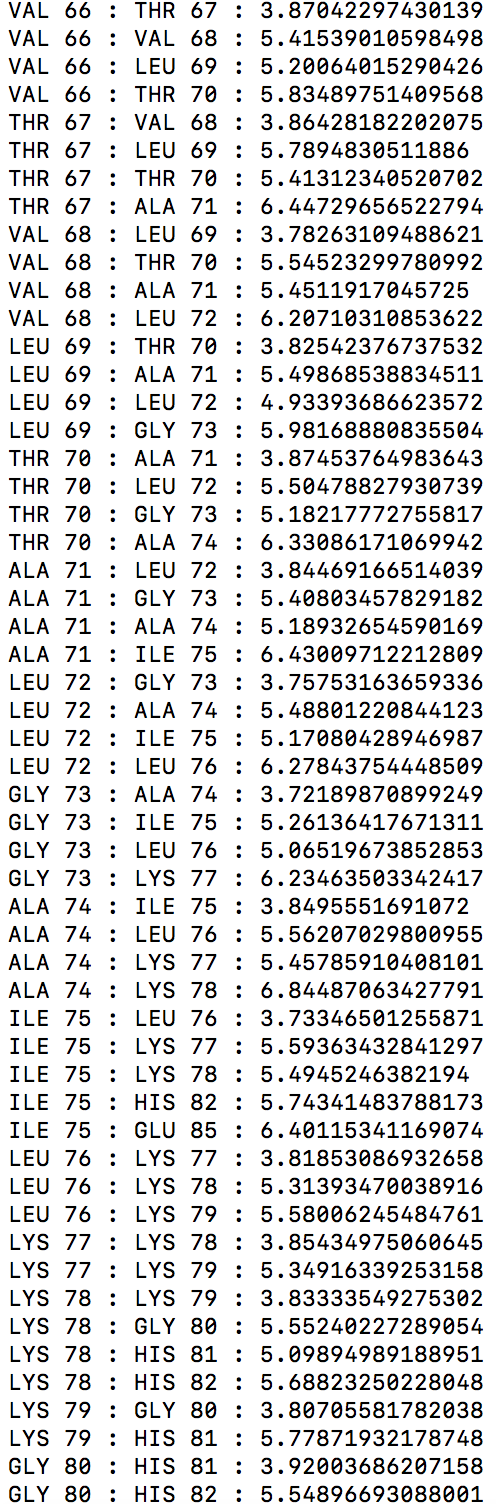 VAL 66 : THR 67 : 3.87042297430139
VAL 66 : VAL 68 : 5.41539010598498
VAL 66 : LEU 69 : 5.20064015290426
VAL 66 : THR 70 : 5.83489751409568
THR 67 : VAL 68 : 3.86428182202075
THR 67 : LEU 69 : 5.7894830511886
THR 67 : THR 70 : 5.41312340520702
THR 67 : ALA 71 : 6.44729656522794
VAL 68 : LEU 69 : 3.78263109488621
VAL 68 : THR 70 : 5.54523299780992
VAL 68 : ALA 71 : 5.4511917045725
VAL 68 : LEU 72 : 6.20710310853622
LEU 69 : THR 70 : 3.82542376737532
LEU 69 : ALA 71 : 5.49868538834511
LEU 69 : LEU 72 : 4.93393686623572
LEU 69 : GLY 73 : 5.98168880835504
THR 70 : ALA 71 : 3.87453764983643
THR 70 : LEU 72 : 5.50478827930739
THR 70 : GLY 73 : 5.18217772755817
THR 70 : ALA 74 : 6.33086171069942
ALA 71 : LEU 72 : 3.84469166514039
ALA 71 : GLY 73 : 5.40803457829182
ALA 71 : ALA 74 : 5.18932654590169
ALA 71 : ILE 75 : 6.43009712212809
LEU 72 : GLY 73 : 3.75753163659336
LEU 72 : ALA 74 : 5.48801220844123
LEU 72 : ILE 75 : 5.17080428946987
LEU 72 : LEU 76 : 6.27843754448509
GLY 73 : ALA 74 : 3.72189870899249
GLY 73 : ILE 75 : 5.26136417671311
GLY 73 : LEU 76 : 5.06519673852853
GLY 73 : LYS 77 : 6.23463503342417
ALA 74 : ILE 75 : 3.8495551691072
ALA 74 : LEU 76 : 5.56207029800955
ALA 74 : LYS 77 : 5.45785910408101
ALA 74 : LYS 78 : 6.84487063427791
ILE 75 : LEU 76 : 3.73346501255871
ILE 75 : LYS 77 : 5.59363432841297
ILE 75 : LYS 78 : 5.4945246382194
ILE 75 : HIS 82 : 5.74341483788173
ILE 75 : GLU 85 : 6.40115341169074
LEU 76 : LYS 77 : 3.81853086932658
LEU 76 : LYS 78 : 5.31393470038916
LEU 76 : LYS 79 : 5.58006245484761
LYS 77 : LYS 78 : 3.85434975060645
LYS 77 : LYS 79 : 5.34916339253158
LYS 78 : LYS 79 : 3.83333549275302
LYS 78 : GLY 80 : 5.55240227289054
LYS 78 : HIS 81 : 5.09894989188951
LYS 78 : HIS 82 : 5.68823250228048
LYS 79 : GLY 80 : 3.80705581782038
LYS 79 : HIS 81 : 5.77871932178748
GLY 80 : HIS 81 : 3.92003686207158
GLY 80 : HIS 82 : 5.54896693088001